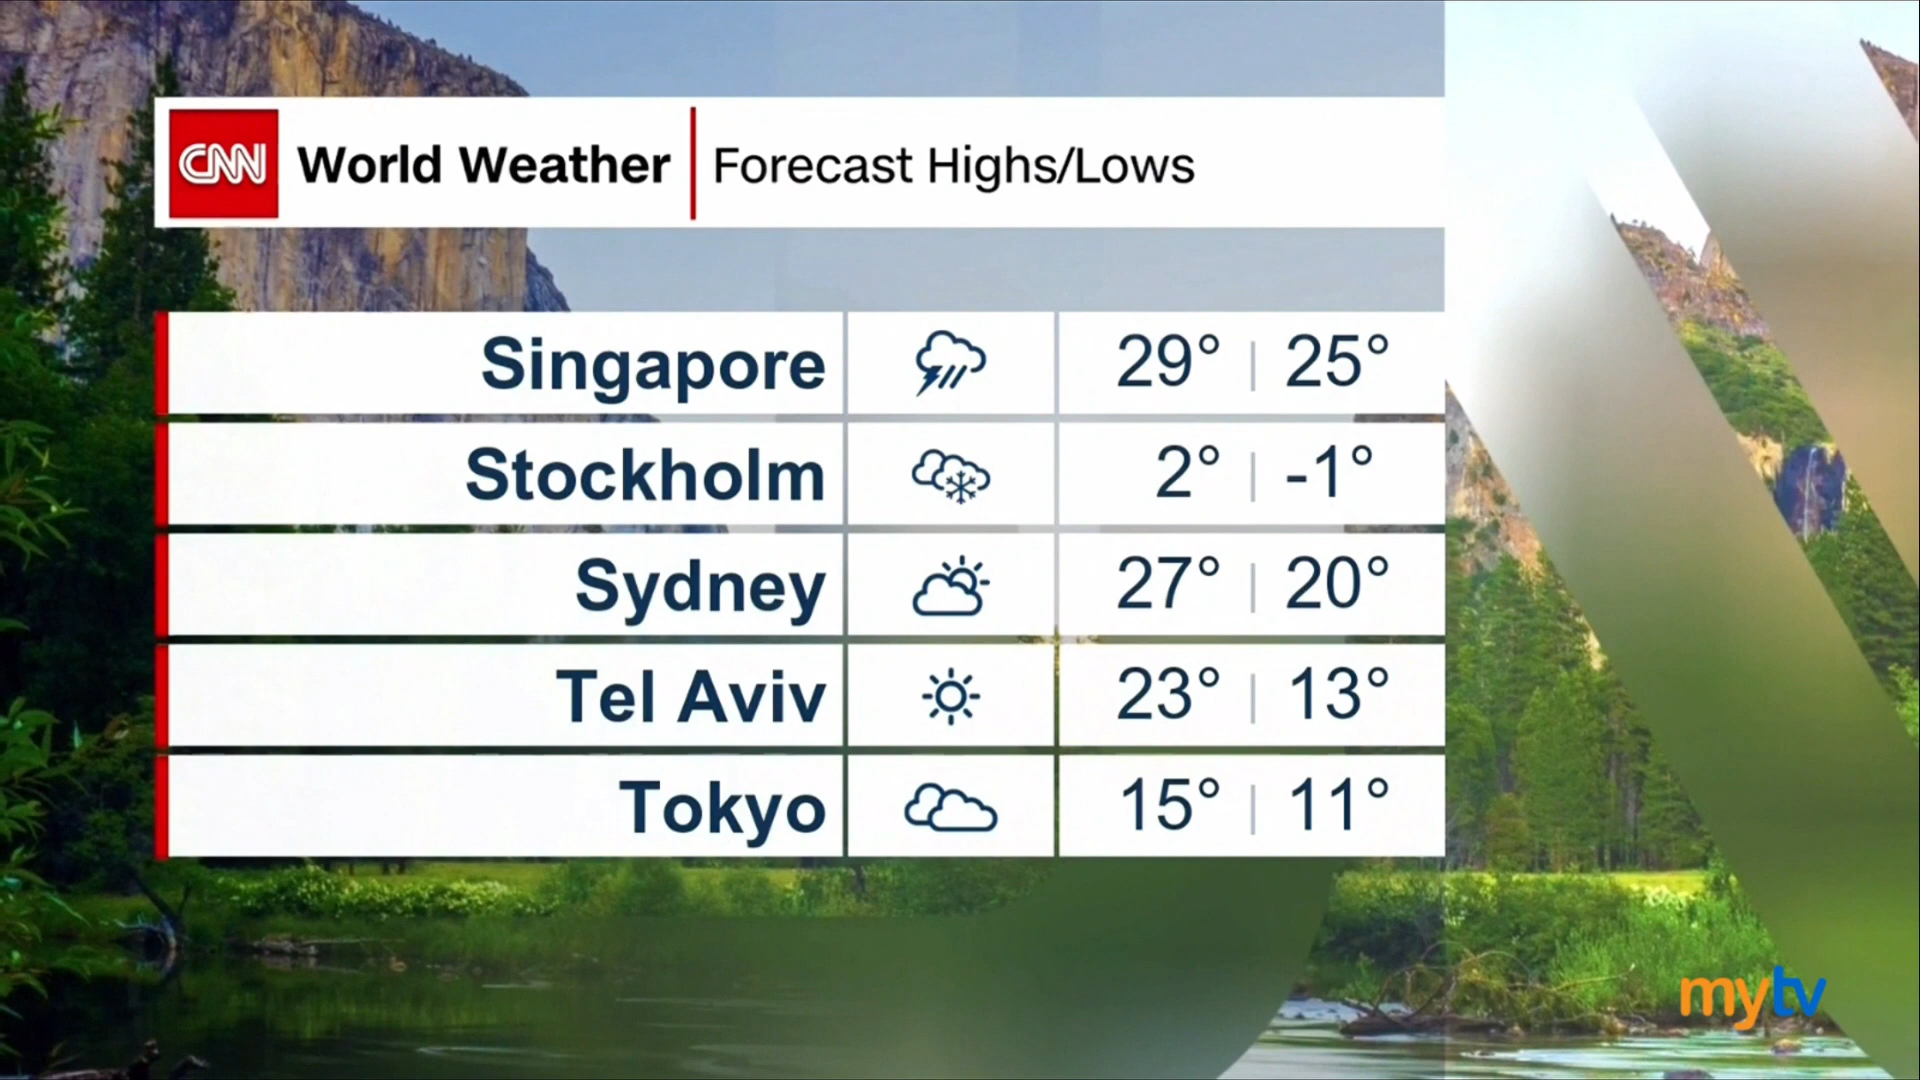 CNN World Weather | Forecast Highs/Lows
Singapore 29° | 25°
Stockholm 2° | -1°
Sydney 27° | 20°
Tel Aviv 23° | 13°
Tokyo 15° | 11°
mytv